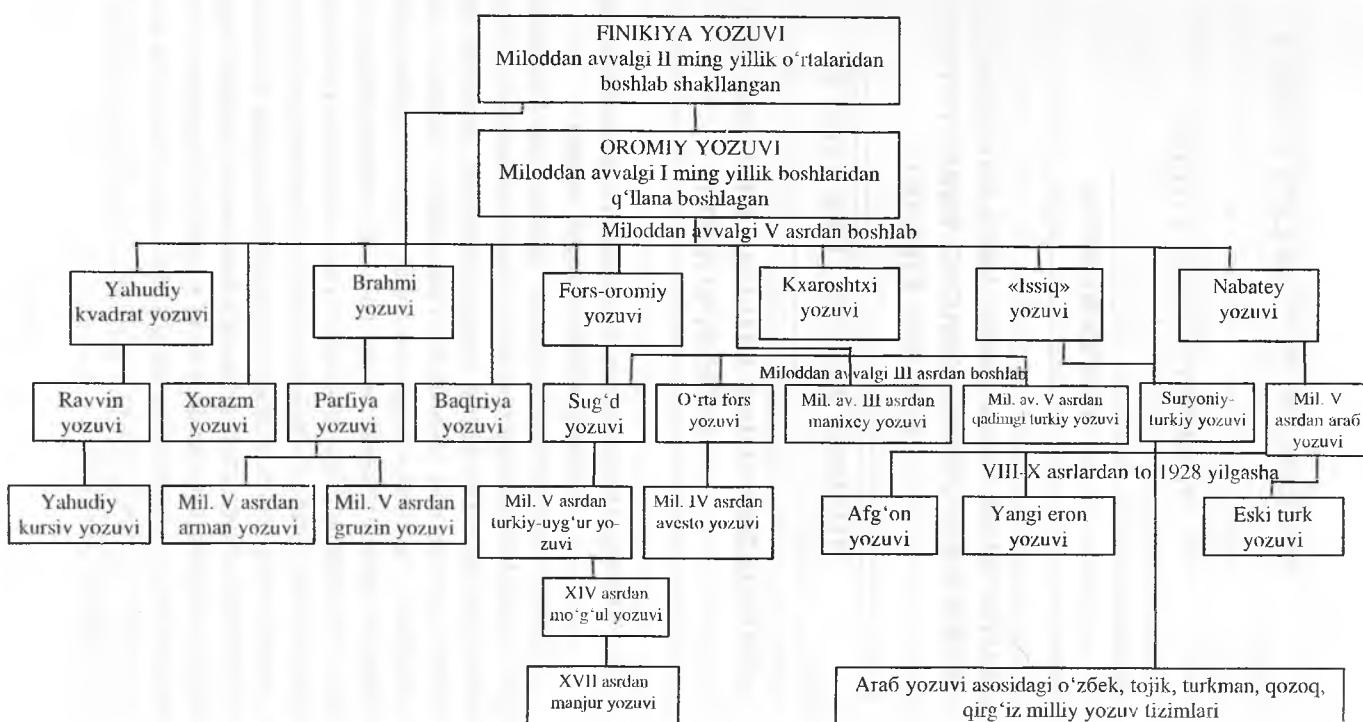 FINIKIYA YOZUVI
Miloddan avvalgi II ming yillik o‘rtalaridan
boshlab shakllangan
OROMIY YOZUVI
Miloddan avvalgi I ming yillik boshlaridan
q‘llana boshlagan
Miloddan avvalgi V asrdan boshlab
Yahudiy
kvadrat yozuvi
Brahmi
yozuvi
Fors-oromiy
yozuvi
Kxaroshtxi
yozuvi
«Issiq»
yozuvi
Nabatey
yozuvi
Miloddan avvalgi III asrdan boshlab
Ravvin
yozuvi
Xorazm
yozuvi
Parfiya
yozuvi
Baqtriya
yozuvi
Sug‘d
yozuvi
O‘rta fors
yozuvi
Mil. av. III asrdan
manixey yozuvi
Mil. av. V asrdan
qadimgi turkiy yozuvi
Suryoniy-
turkiy yozuvi
Mil. V
asrdan араб
yozuvi
VIII-X asrlardan to 1928 yilgasha
Yahudiy
kursiv yozuvi
Mil. V asrdan
arman yozuvi
Mil. V asrdan
gruzin yozuvi
Mil. V asrdan
turkiy-uyg‘ur yo-
zuvi
Mil. IV asrdan
avesto yozuvi
Afg‘on
yozuvi
Yangi eron
yozuvi
Eski turk
yozuvi
XIV asrdan
mo‘g‘ul yozuvi
XVII asrdan
manjur yozuvi
Араб yozuvi asosidagi o‘zбek, tojik, turkman, qozoq,
qirg‘iz milliy yozuv tizimlari